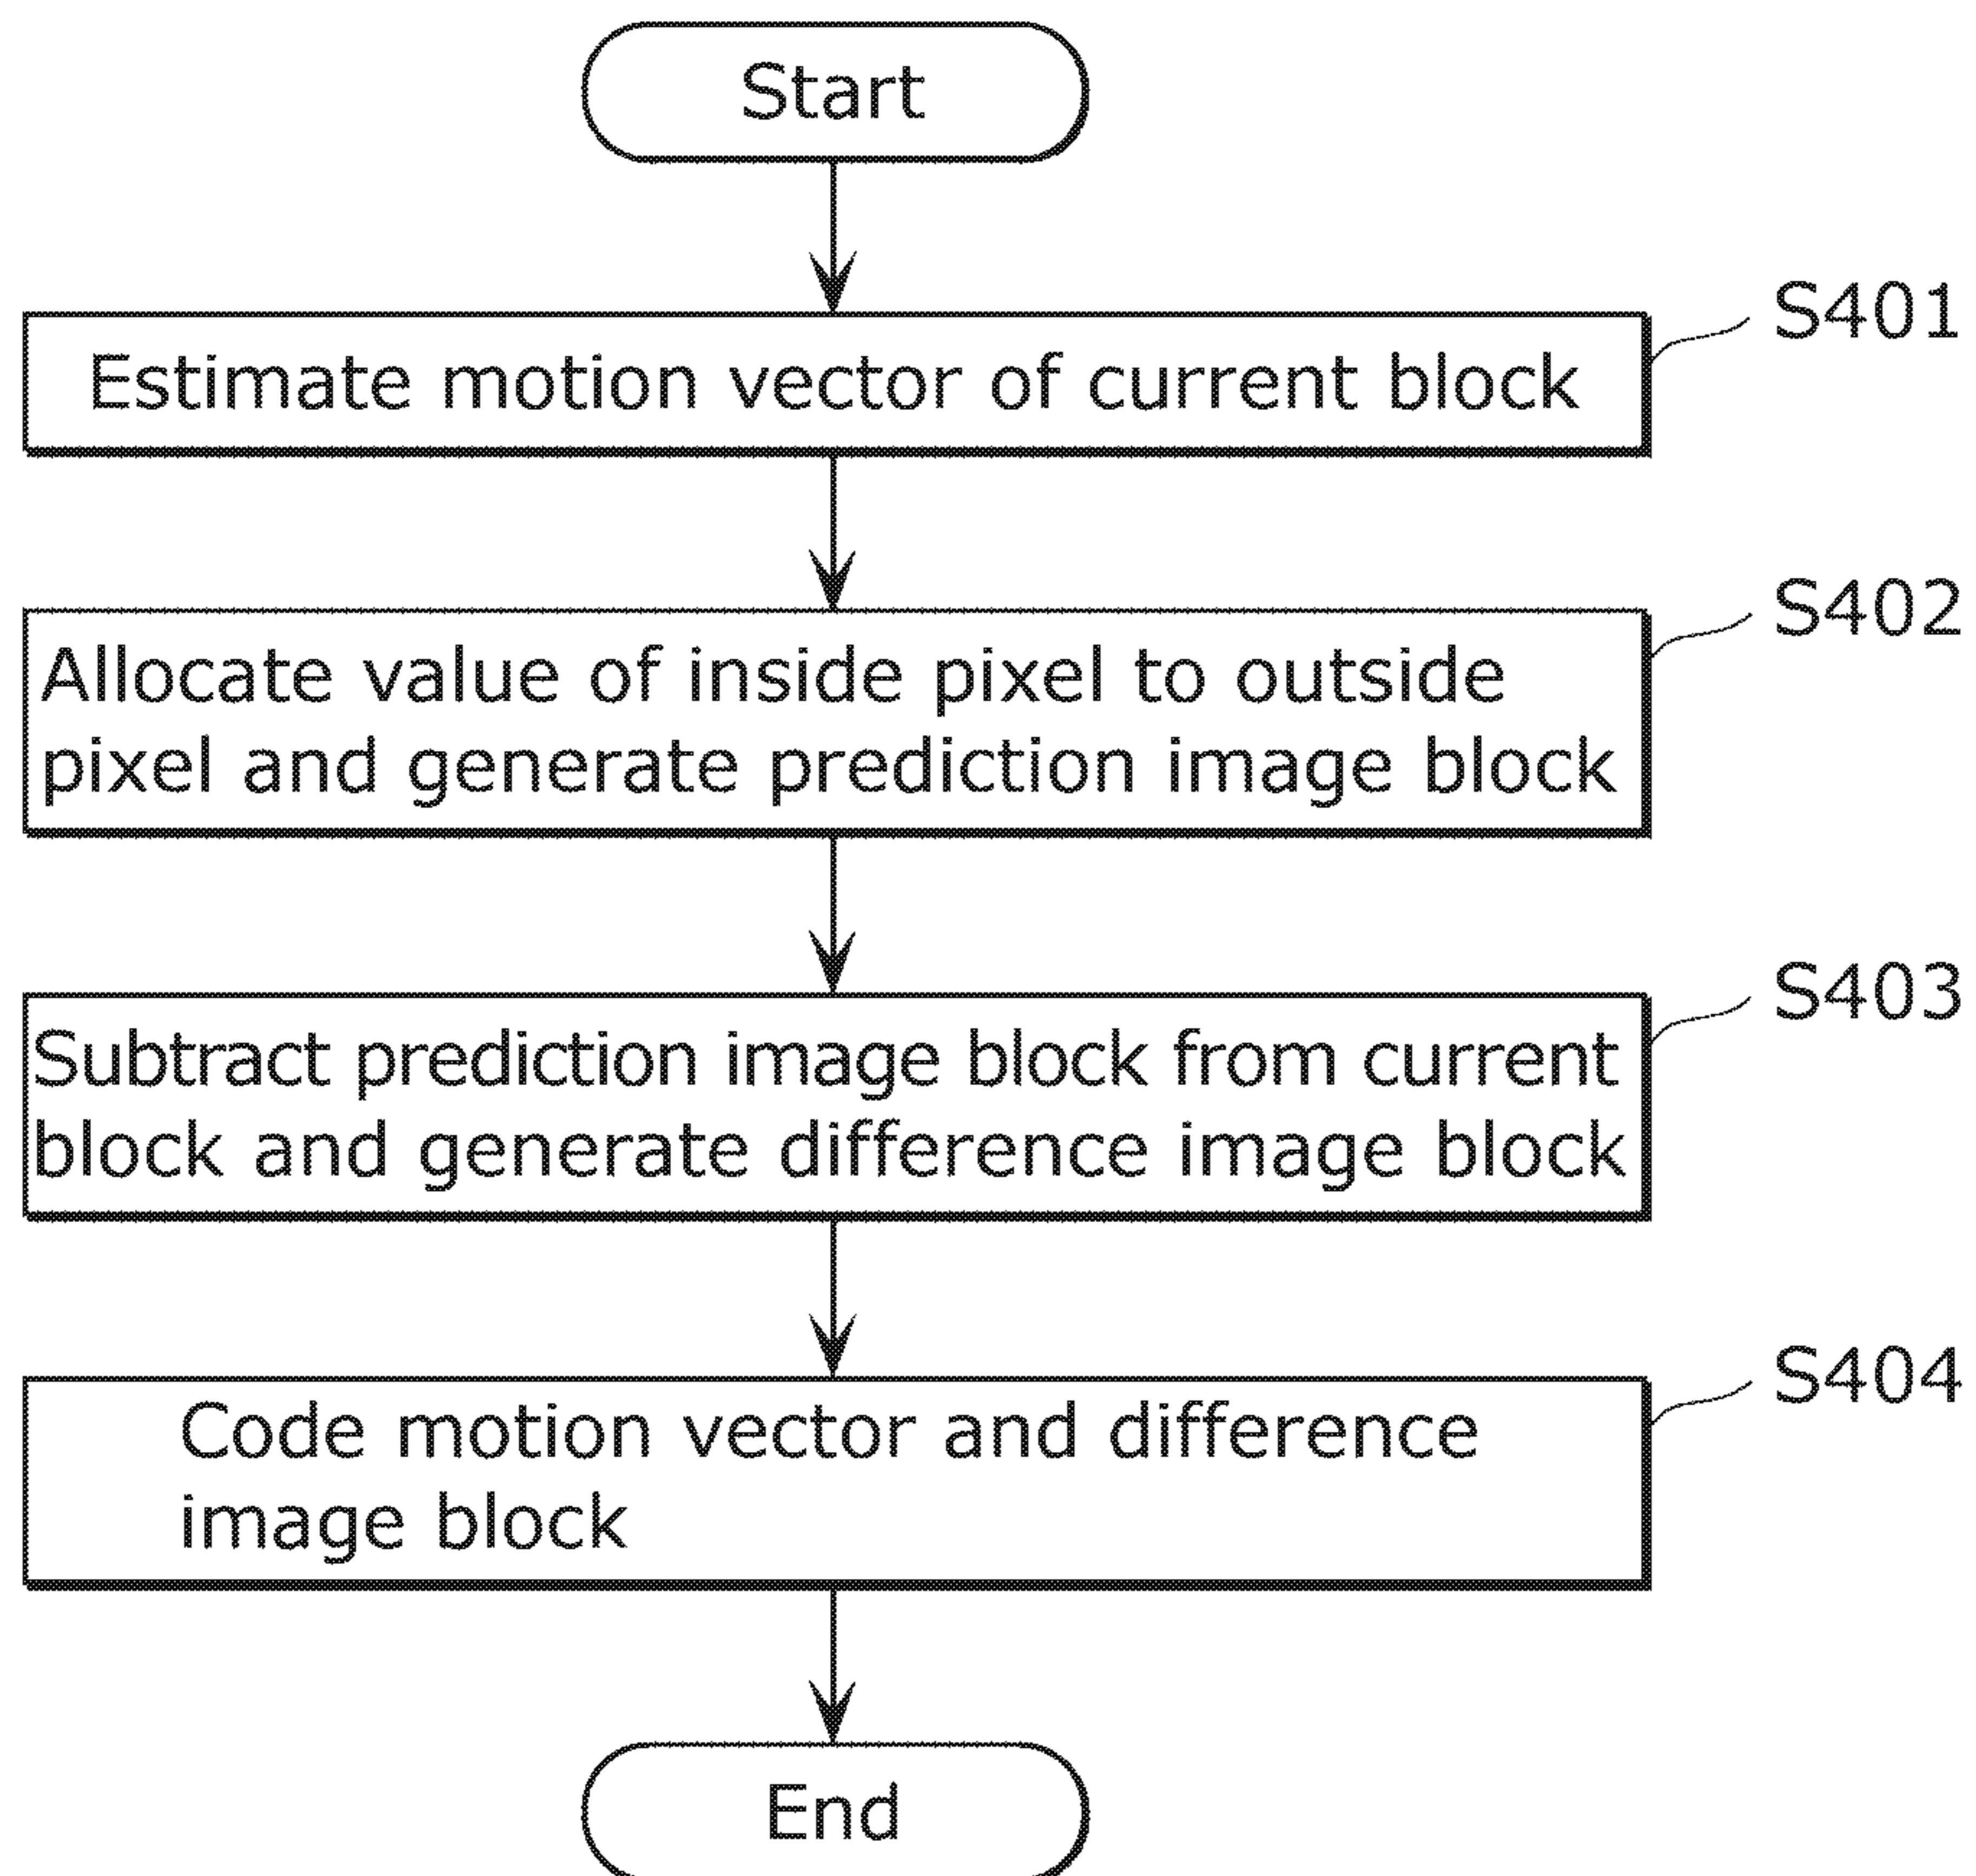 Start
S401
Estimate motion vector of current block
S402
Allocate value of inside pixel to outside
pixel and generate prediction image block
S403
Subtract prediction image block from current
block and generate difference image block
S404
Code motion vector and difference
image block
End